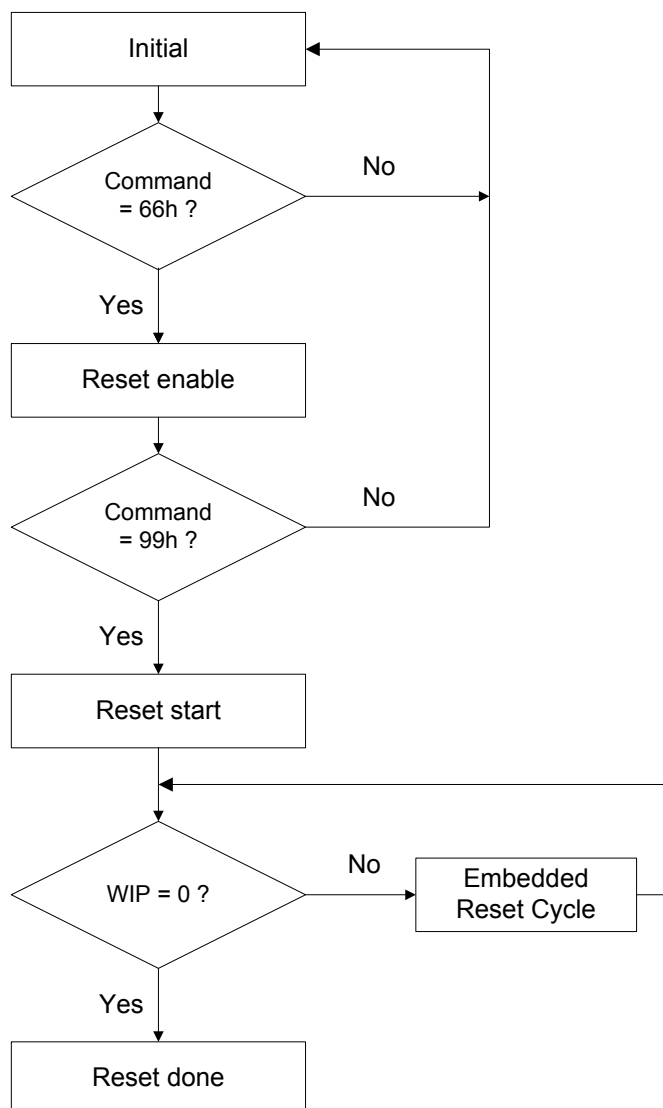 Initial
Command
= 66h ?
No
Yes
Reset enable
Command
= 99h ?
No
Yes
Reset start
WIP = 0 ?
No
Embedded
Reset Cycle
Yes
Reset done